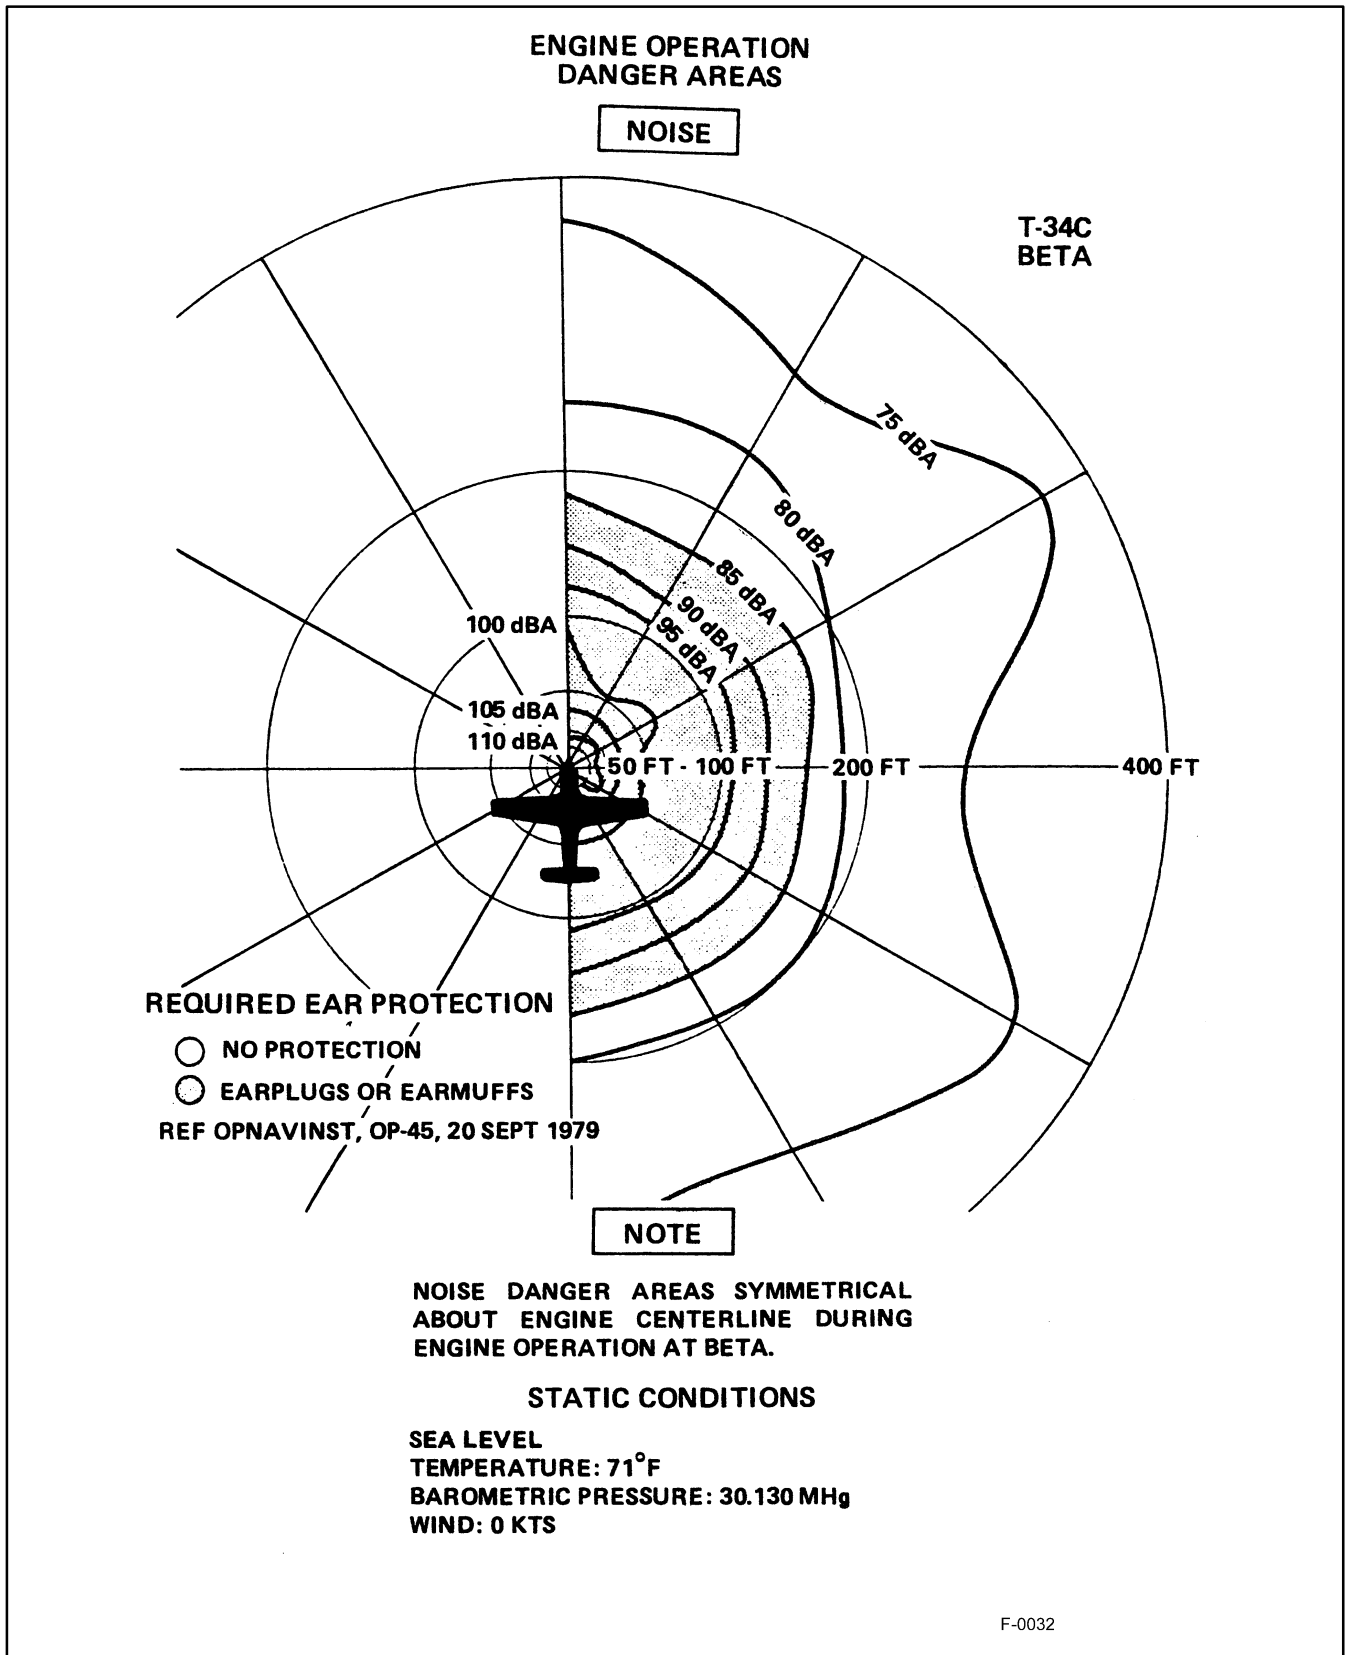 ENGINE OPERATION
DANGER AREAS
NOISE
T-34C
BETA
75 dBA
80 dBA
85 dBA
90 dBA
95 dBA
100 dBA
105 dBA
110 dBA
50 FT - 100 FT 200 FT 400 FT
REQUIRED EAR PROTECTION
NO PROTECTION
EARPLUGS OR EARMUFFS
REF OPNAVINST, OP-45, 20 SEPT 1979
NOTE
NOISE DANGER AREAS SYMMETRICAL
ABOUT ENGINE CENTERLINE DURING
ENGINE OPERATION AT BETA.
STATIC CONDITIONS
SEA LEVEL
TEMPERATURE: 71°F
BAROMETRIC PRESSURE: 30.130 MHg
WIND: 0 KTS
F-0032